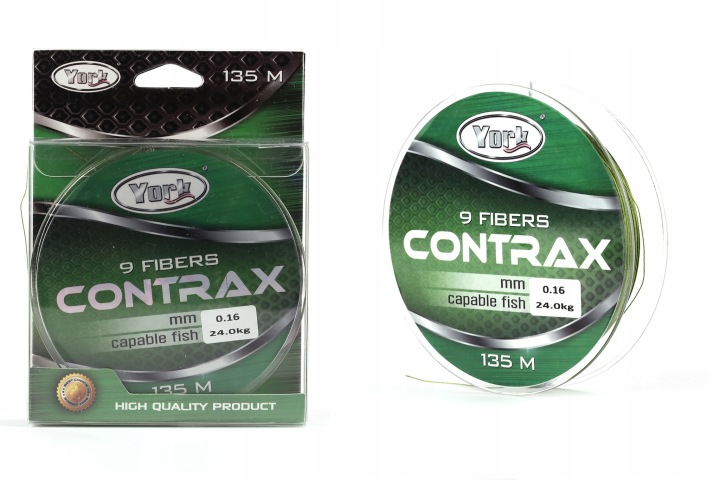 York
135 M
York
9 FIBERS
CONTRAX
mm 0.16
capable fish 24.0kg
135 M
HIGH QUALITY PRODUCT
York
9 FIBERS
CONTRAX
mm 0.16
capable fish 24.0kg
135 M